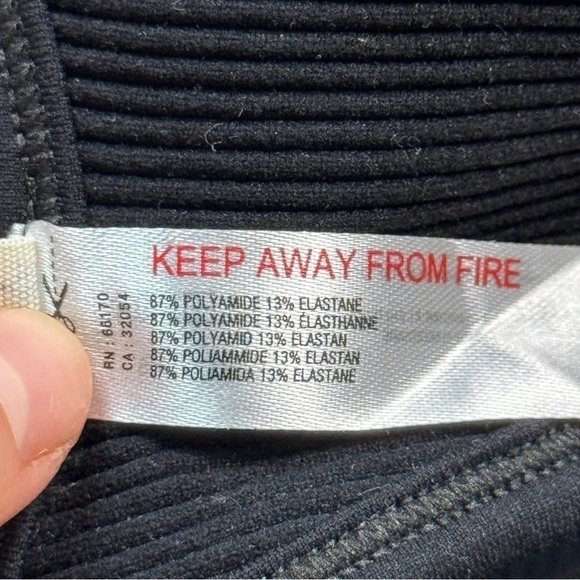 KEEP AWAY FROM FIRE
87% POLYAMIDE 13% ELASTANE
87% POLYAMIDE 13% ÉLASTHANNE
87% POLYAMID 13% ELASTAN
87% POLIAMMIDE 13% ELASTAN
87% POLIAMIDA 13% ELASTANE
RN : 66170
CA : 32054